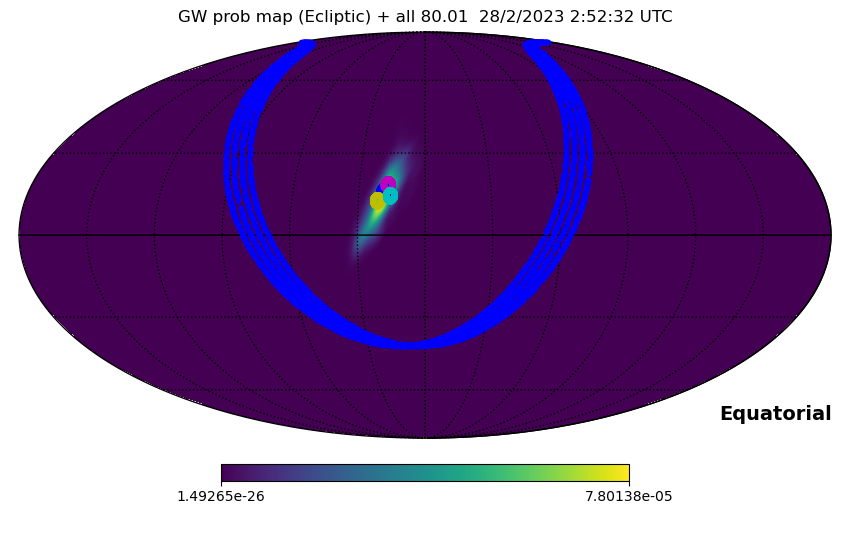 GW prob map (Ecliptic) + all 80.01  28/2/2023 2:52:32 UTC
Equatorial
1.49265e-26
7.80138e-05